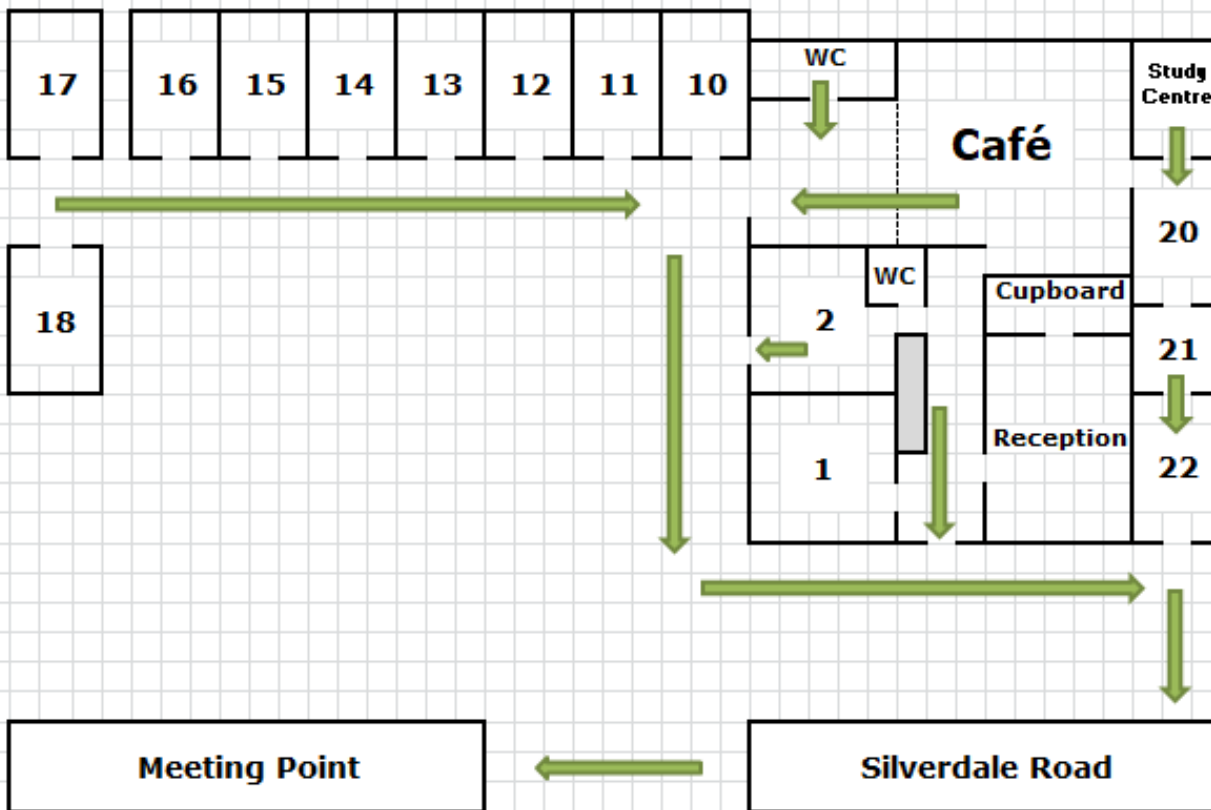 17
16
15
14
13
12
11
10
WC
Study
Centre
Café
20
18
WC
Cupboard
2
21
Reception
1
22
Meeting Point
Silverdale Road